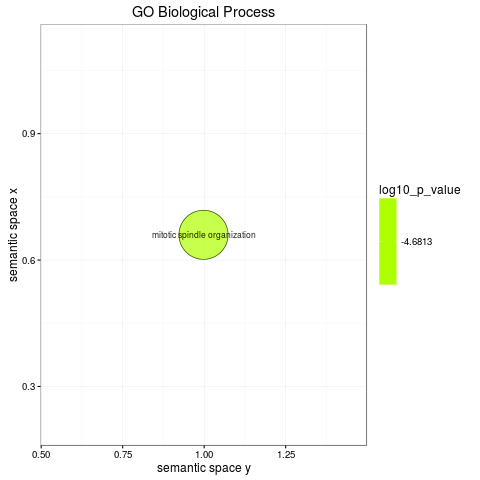 GO Biological Process
semantic space x
0.9
0.6
0.3
mitotic spindle organization
0.50
0.75
1.00
1.25
semantic space y
log10_p_value
-4.6813